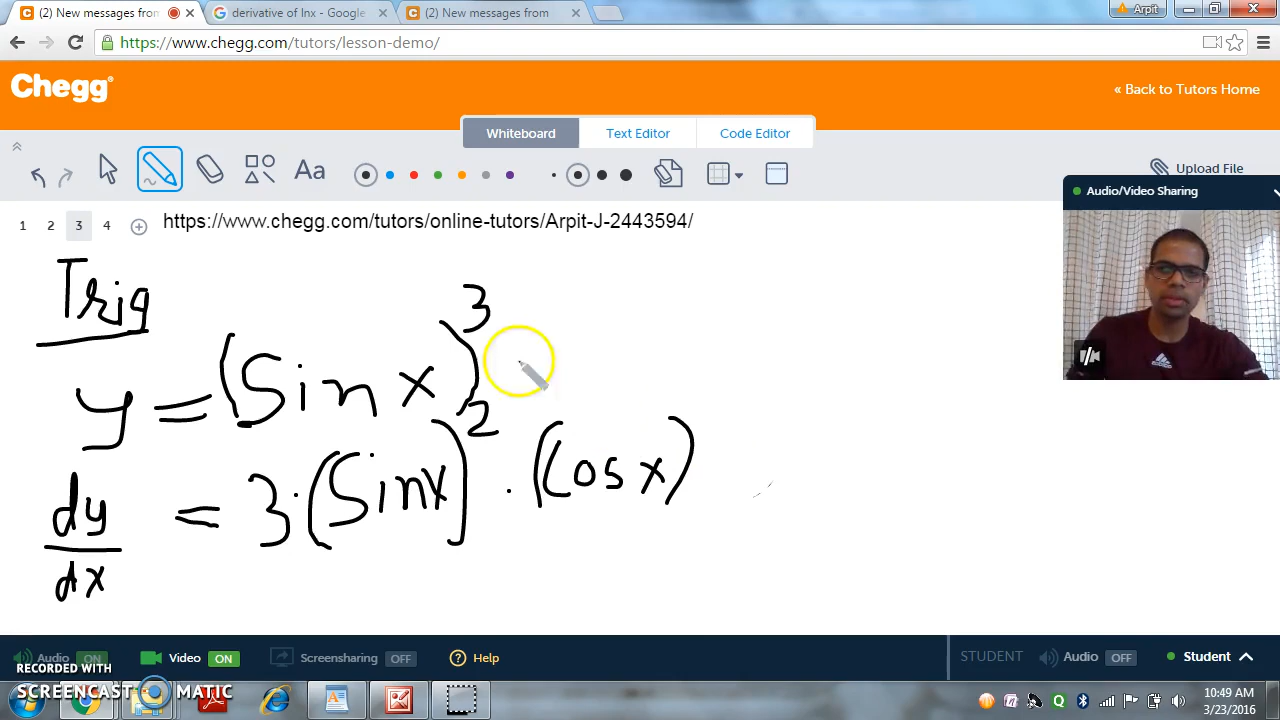 (2) New messages from
derivative of lnx - Google
(2) New messages from
Arpit
https://www.chegg.com/tutors/lesson-demo/
Chegg
« Back to Tutors Home
Whiteboard
Text Editor
Code Editor
Aa
Upload File
Audio/Video Sharing
1 2 3 4
https://www.chegg.com/tutors/online-tutors/Arpit-J-2443594/
Trig
y = (Sin x)³
dy/dx = 3·(Sinx)² · (Cos x)
Audio ON
Video ON
Screensharing OFF
? Help
STUDENT
Audio OFF
Student
RECORDED WITH
SCREENCAST MATIC
10:49 AM
3/23/2016